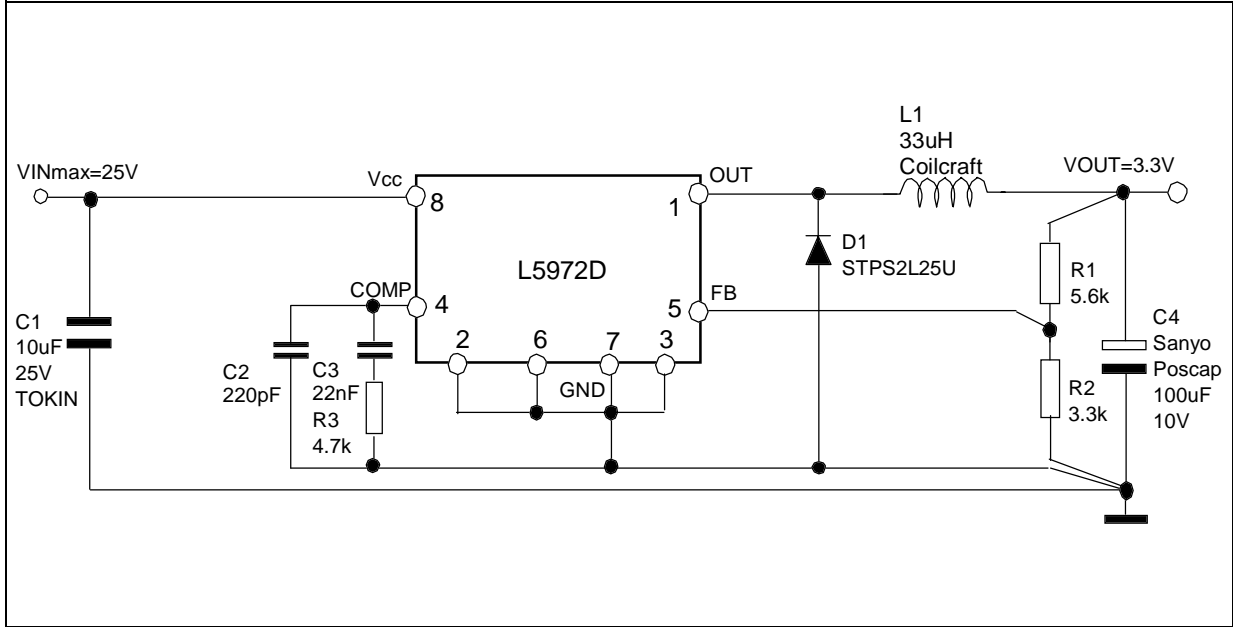 VINmax=25V
C1
10uF
25V
TOKIN
Vcc
8
COMP
4
C2
220pF
C3
22nF
R3
4.7k
L5972D
2
6
7
3
GND
OUT
1
FB
5
D1
STPS2L25U
L1
33uH
Coilcraft
VOUT=3.3V
R1
5.6k
R2
3.3k
C4
Sanyo
Poscap
100uF
10V